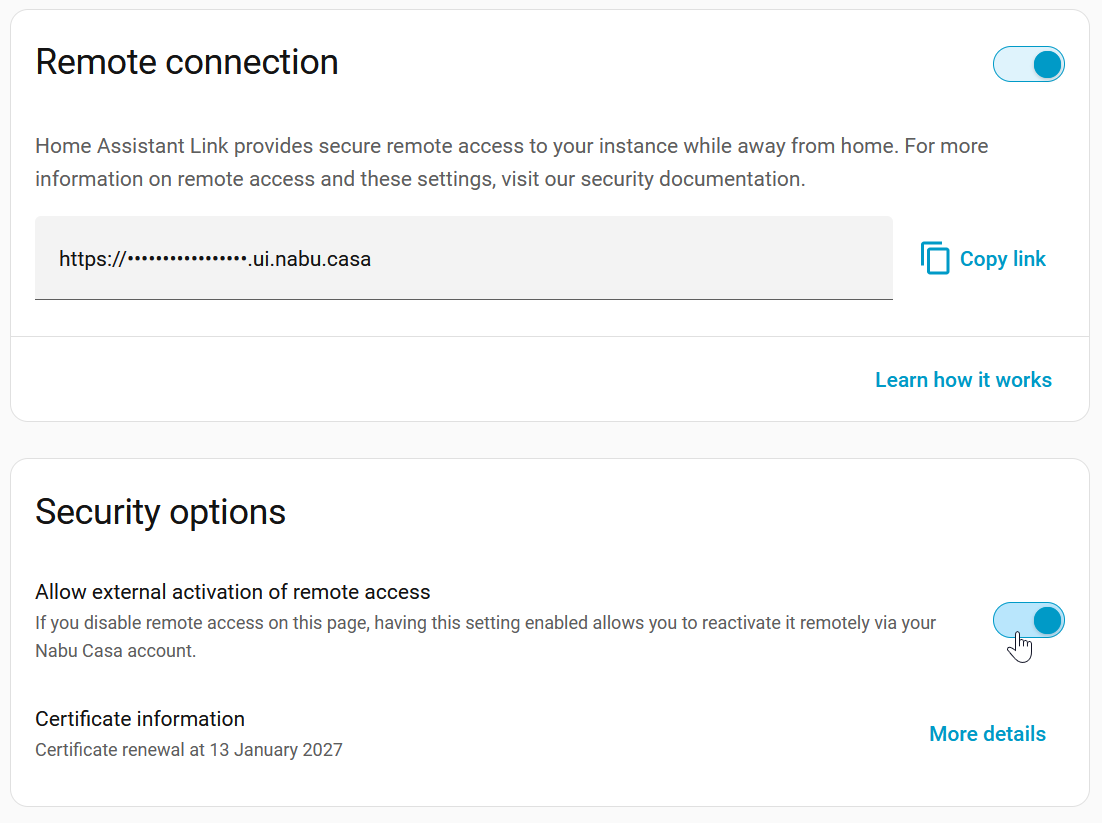 Remote connection
Home Assistant Link provides secure remote access to your instance while away from home. For more
information on remote access and these settings, visit our security documentation.
https://•••••••••••••••••.ui.nabu.casa
Copy link
Learn how it works
Security options
Allow external activation of remote access
If you disable remote access on this page, having this setting enabled allows you to reactivate it remotely via your
Nabu Casa account.
Certificate information
Certificate renewal at 13 January 2027
More details